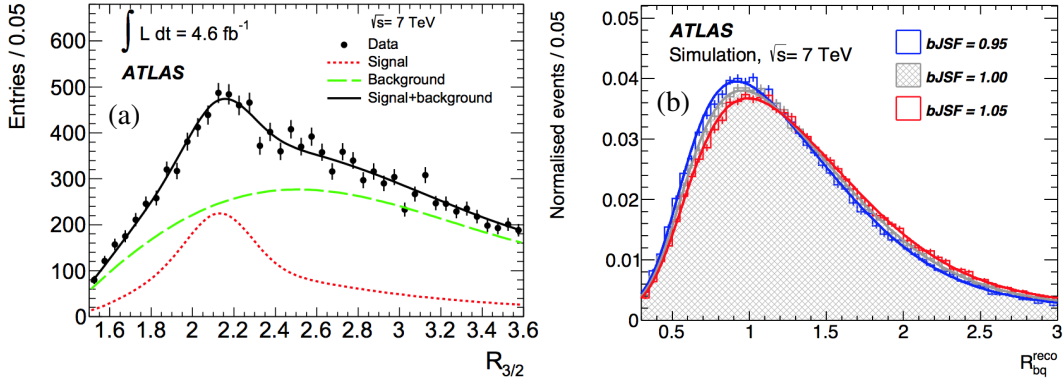 ∫ L dt = 4.6 fb⁻¹
√s= 7 TeV
Data
Signal
Background
Signal+background
ATLAS
(a)
Entries / 0.05
600
500
400
300
200
100
0
1.6 1.8 2 2.2 2.4 2.6 2.8 3 3.2 3.4 3.6
R3/2
ATLAS
Simulation, √s= 7 TeV
bJSF = 0.95
bJSF = 1.00
bJSF = 1.05
(b)
Normalised events / 0.05
0.05
0.04
0.03
0.02
0.01
0
0.5 1 1.5 2 2.5 3
R_bq^reco